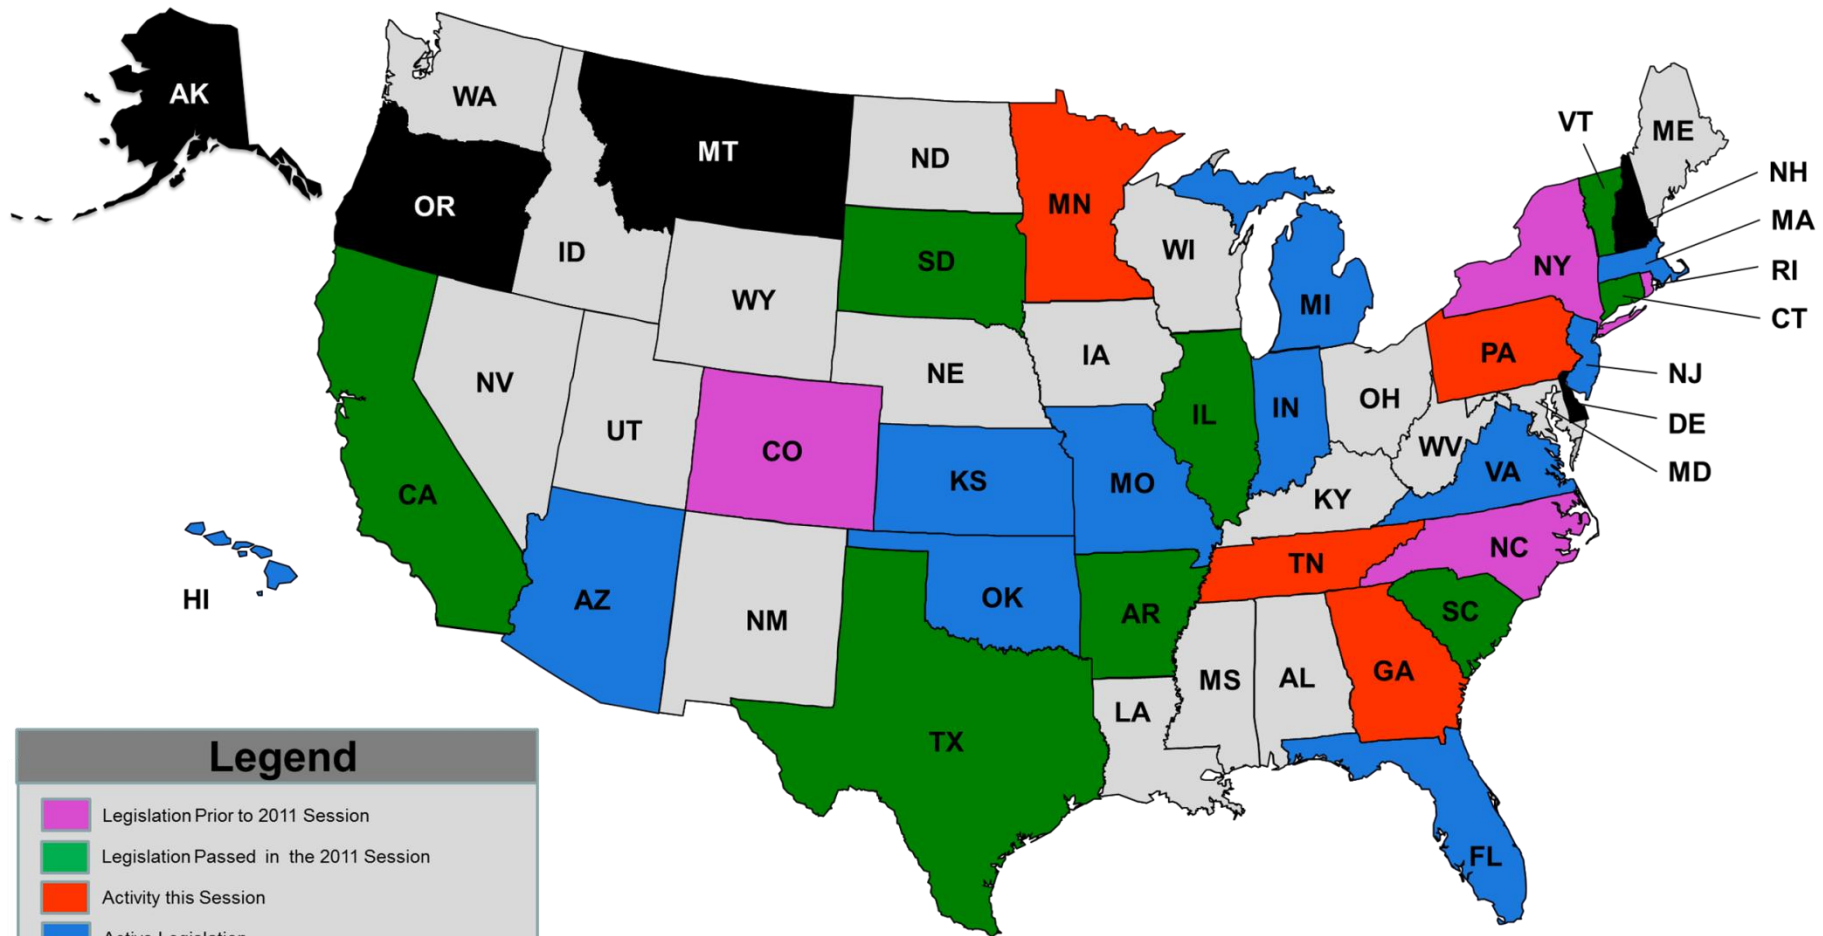 AK
WA
MT
ND
MN
OR
ID
SD
WI
MI
WY
IA
NE
NV
UT
CO
CA
KS
MO
IL
IN
OH
PA
NY
VT
ME
NH
MA
RI
CT
NJ
DE
MD
WV
VA
KY
NC
TN
SC
HI
AZ
NM
OK
AR
MS
AL
GA
LA
TX
FL
Legend
Legislation Prior to 2011 Session
Legislation Passed in the 2011 Session
Activity this Session
Active Legislation